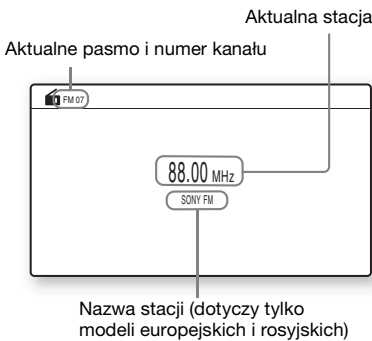 Aktualna stacja
Aktualne pasmo i numer kanału
FM 07
88.00 MHz
SONY FM
Nazwa stacji (dotyczy tylko
modeli europejskich i rosyjskich)